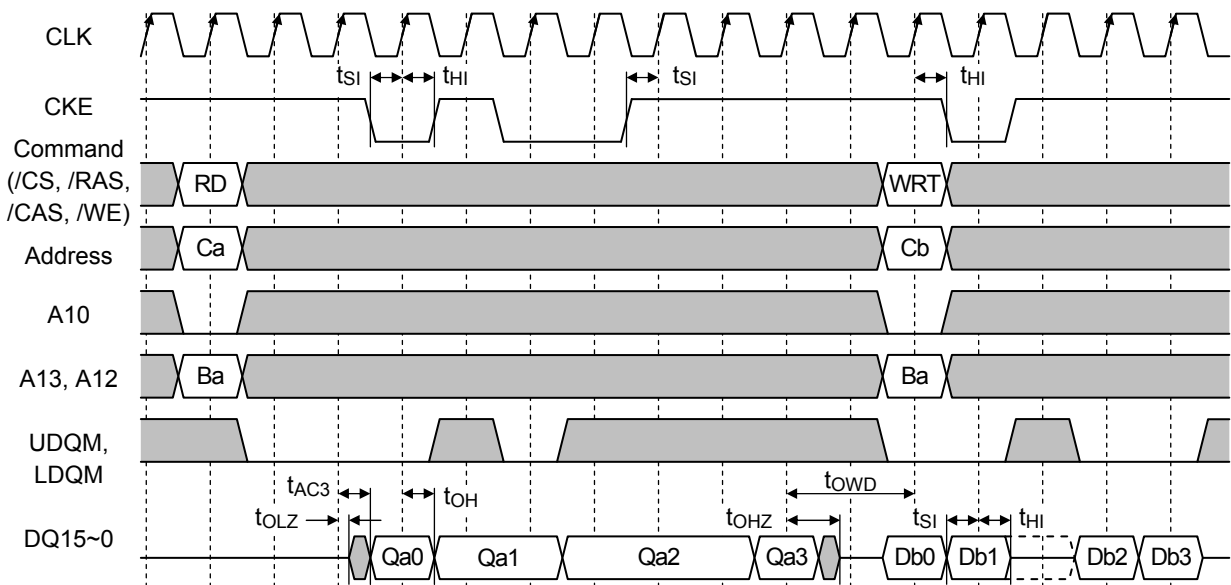 CLK
tSI tHI tSI tHI
CKE
Command
(/CS, /RAS,
/CAS, /WE)
RD WRT
Address
Ca Cb
A10
A13, A12
Ba Ba
UDQM,
LDQM
tAC3 tOH tOWD
tOLZ tOHZ tSI tHI
DQ15~0
Qa0 Qa1 Qa2 Qa3 Db0 Db1 Db2 Db3